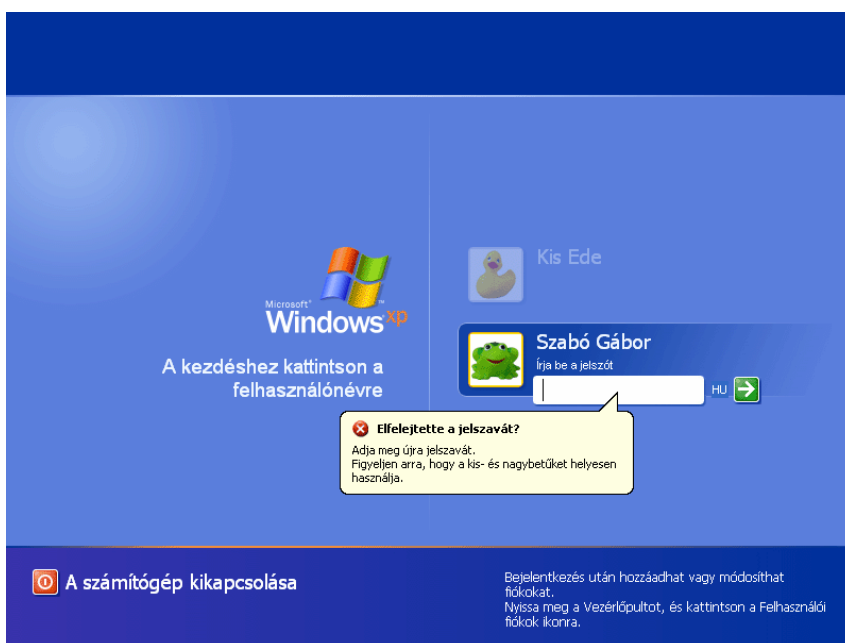 Microsoft®
Windows xp
A kezdéshez kattintson a
felhasználónévre
Kis Ede
Szabó Gábor
Írja be a jelszót
HU
Elfelejtette a jelszavát?
Adja meg újra jelszavát.
Figyeljen arra, hogy a kis- és nagybetűket helyesen
használja.
A számítógép kikapcsolása
Bejelentkezés után hozzáadhat vagy módosíthat
fiókokat.
Nyissa meg a Vezérlőpultot, és kattintson a Felhasználói
fiókok ikonra.